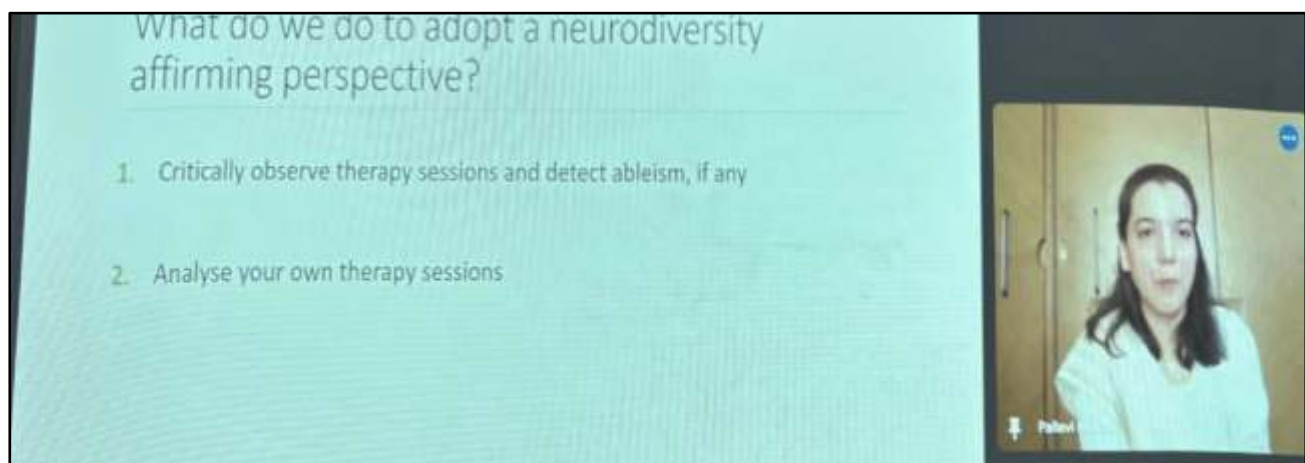 What do we do to adopt a neurodiversity
affirming perspective?
1. Critically observe therapy sessions and detect ableism, if any
2. Analyse your own therapy sessions
Pallavi